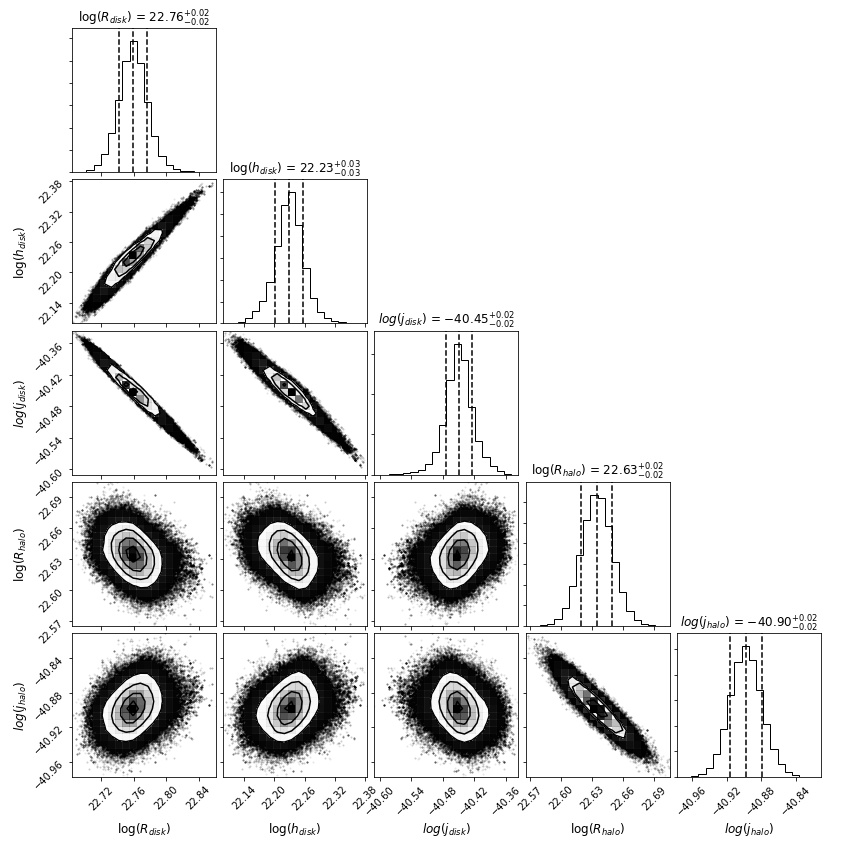 log(R_disk) = 22.76^{+0.02}_{−0.02}
log(h_disk) = 22.23^{+0.03}_{−0.03}
22.38
22.32
22.26
22.20
22.14
log(h_disk)
log(j_disk) = −40.45^{+0.02}_{−0.02}
−40.36
−40.42
−40.48
−40.54
−40.60
log(j_disk)
log(R_halo) = 22.63^{+0.02}_{−0.02}
22.69
22.66
22.63
22.60
22.57
log(R_halo)
log(j_halo) = −40.90^{+0.02}_{−0.02}
−40.84
−40.88
−40.92
−40.96
log(j_halo)
22.72 22.76 22.80 22.84
22.14 22.20 22.26 22.32 22.38
−40.60 −40.54 −40.48 −40.42 −40.36
22.57 22.60 22.63 22.66 22.69
−40.96 −40.92 −40.88 −40.84
log(R_disk) log(h_disk) log(j_disk) log(R_halo) log(j_halo)